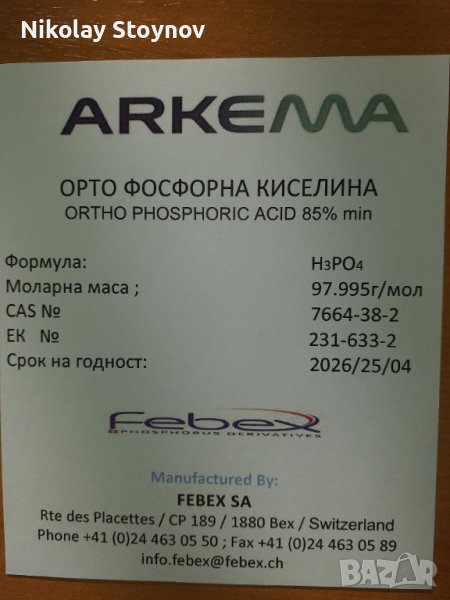 Nikolay Stoynov
ARKEMA
ОРТО ФОСФОРНА КИСЕЛИНА
ORTHO PHOSPHORIC ACID 85% min
Формула: H3PO4
Моларна маса ; 97.995г/мол
CAS № 7664-38-2
ЕК № 231-633-2
Срок на годност: 2026/25/04
Febex
PHOSPHORUS DERIVATIVES
Manufactured By:
FEBEX SA
Rte des Placettes / CP 189 / 1880 Bex / Switzerland
Phone +41 (0)24 463 05 50 ; Fax +41 (0)24 463 05 89
info.febex@febex.ch
BAZAR